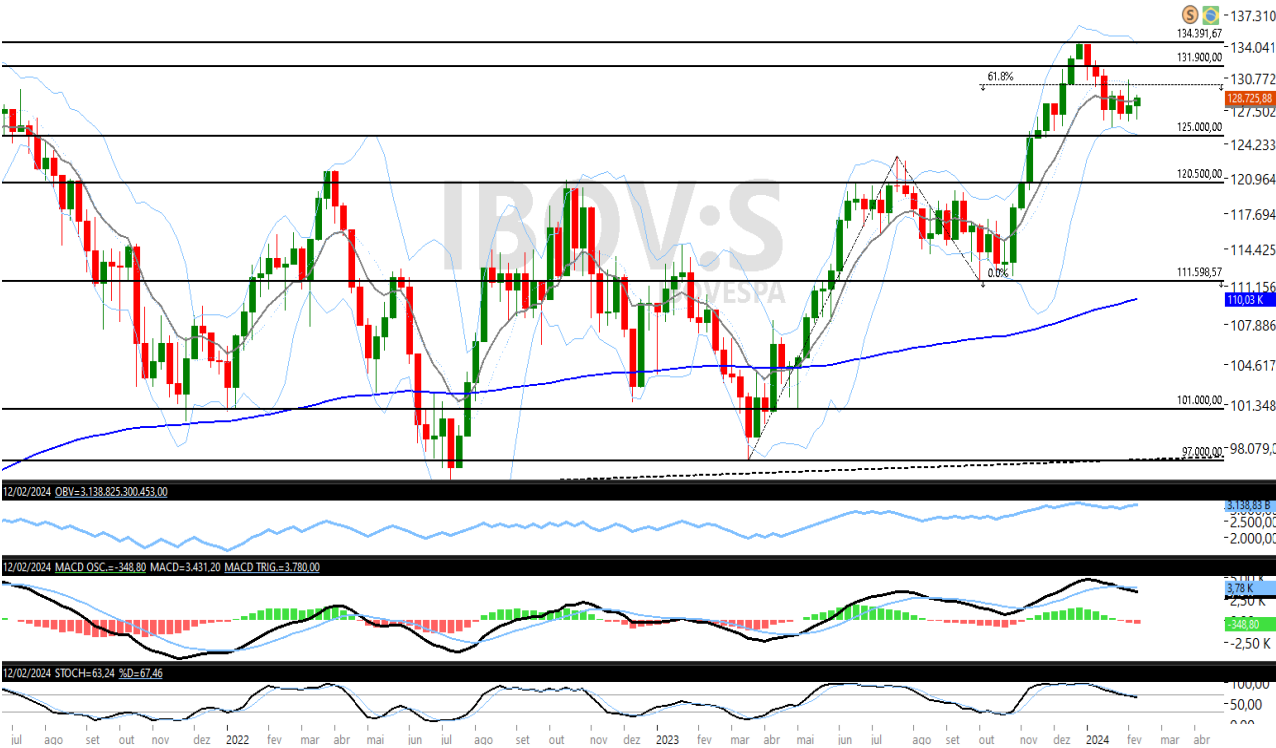 S
137.310
134.391,67
134.041
131.900,00
61.8%
130.772
128.725,88
127.502
125.000,00
124.233
120.500,00
120.964
IBOV:S
117.694
114.425
0.0%
111.598,57
111.156
110,03 K
107.886
104.617
101.000,00
101.348
97.000,00
98.079,
12/02/2024 OBV=3.138.825.300.453,00
3.138,83 B
2.500,0
2.000,0
12/02/2024 MACD OSC.=-348,80 MACD=3.431,20 MACD TRIG.=3.780,00
3,78 K
2,50 K
-348,80
-2,50 K
12/02/2024 STOCH=63,24 %D=67,46
100,00
50,00
0,00
jul ago set out nov dez 2022 fev mar abr mai jun jul ago set out nov dez 2023 fev mar abr mai jun jul ago set out nov dez 2024 fev mar abr